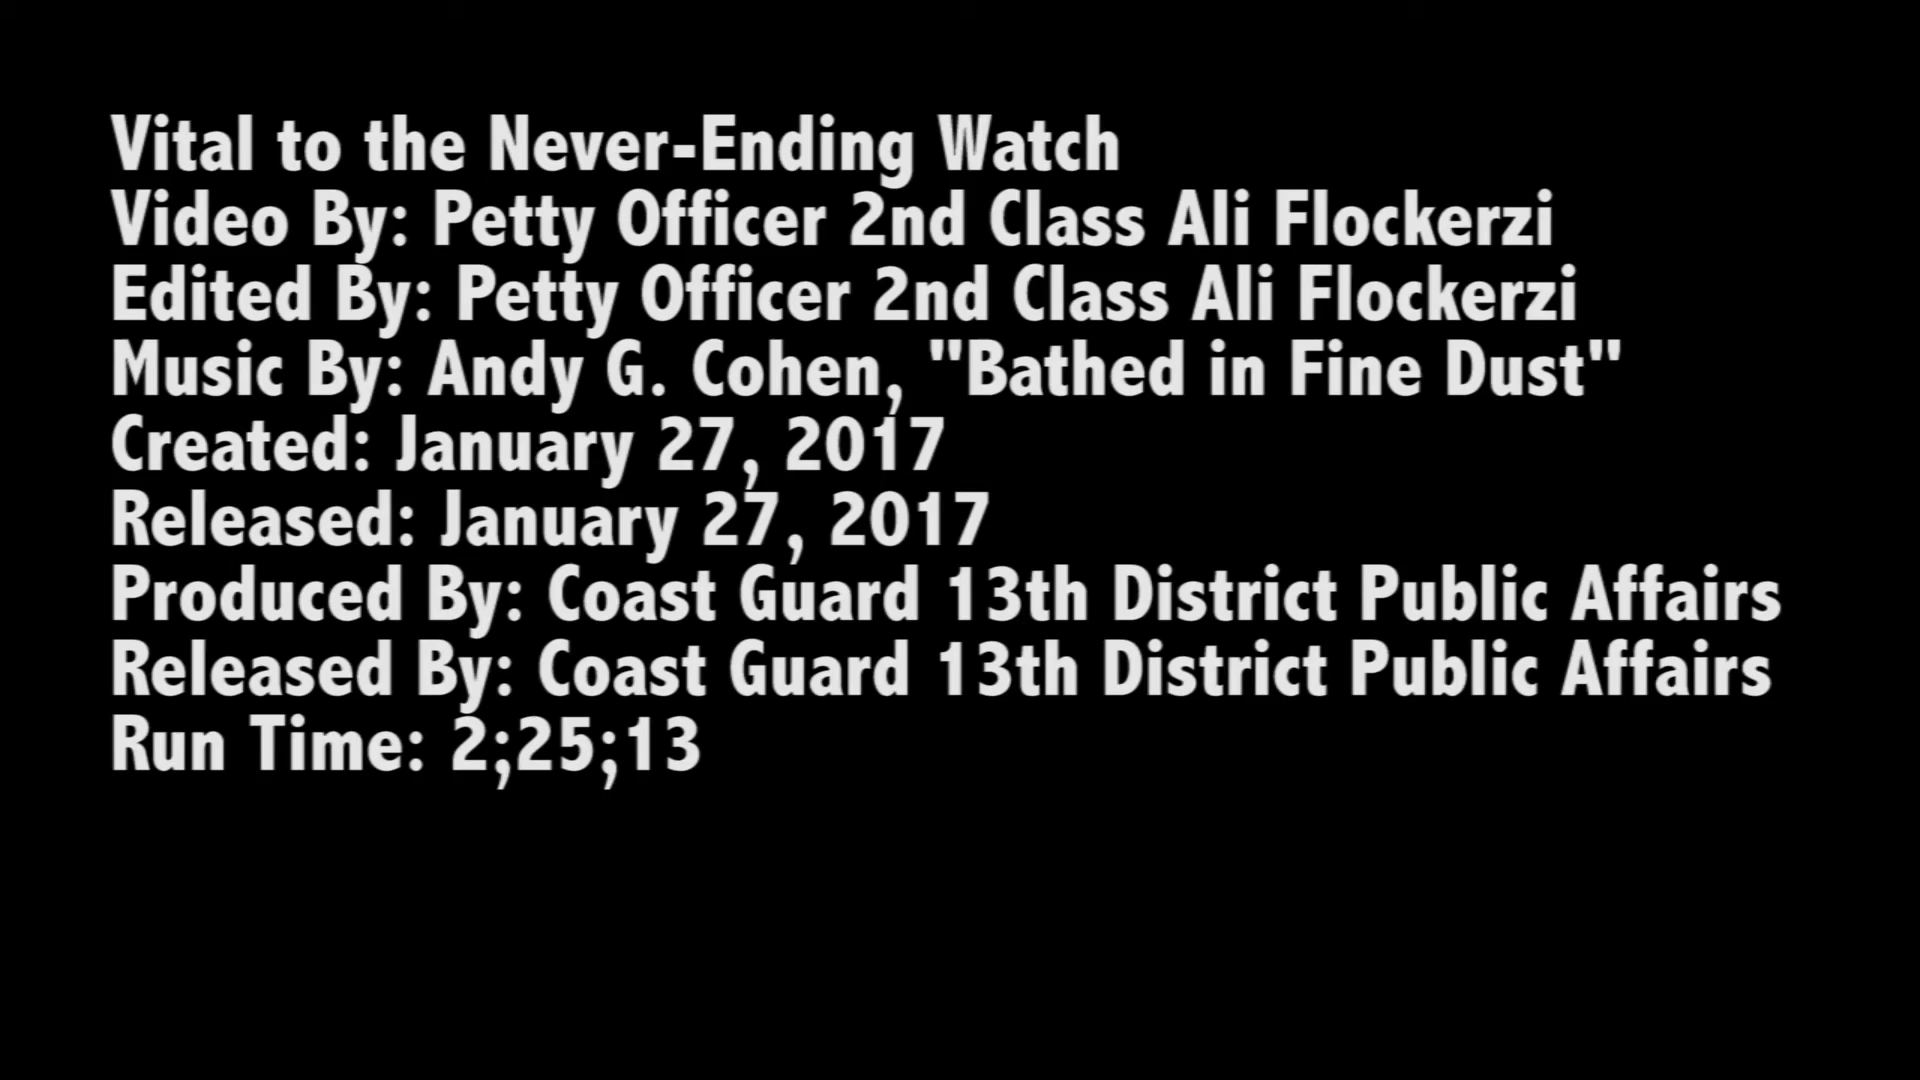 Vital to the Never-Ending Watch
Video By: Petty Officer 2nd Class Ali Flockerzi
Edited By: Petty Officer 2nd Class Ali Flockerzi
Music By: Andy G. Cohen, "Bathed in Fine Dust"
Created: January 27, 2017
Released: January 27, 2017
Produced By: Coast Guard 13th District Public Affairs
Released By: Coast Guard 13th District Public Affairs
Run Time: 2;25;13